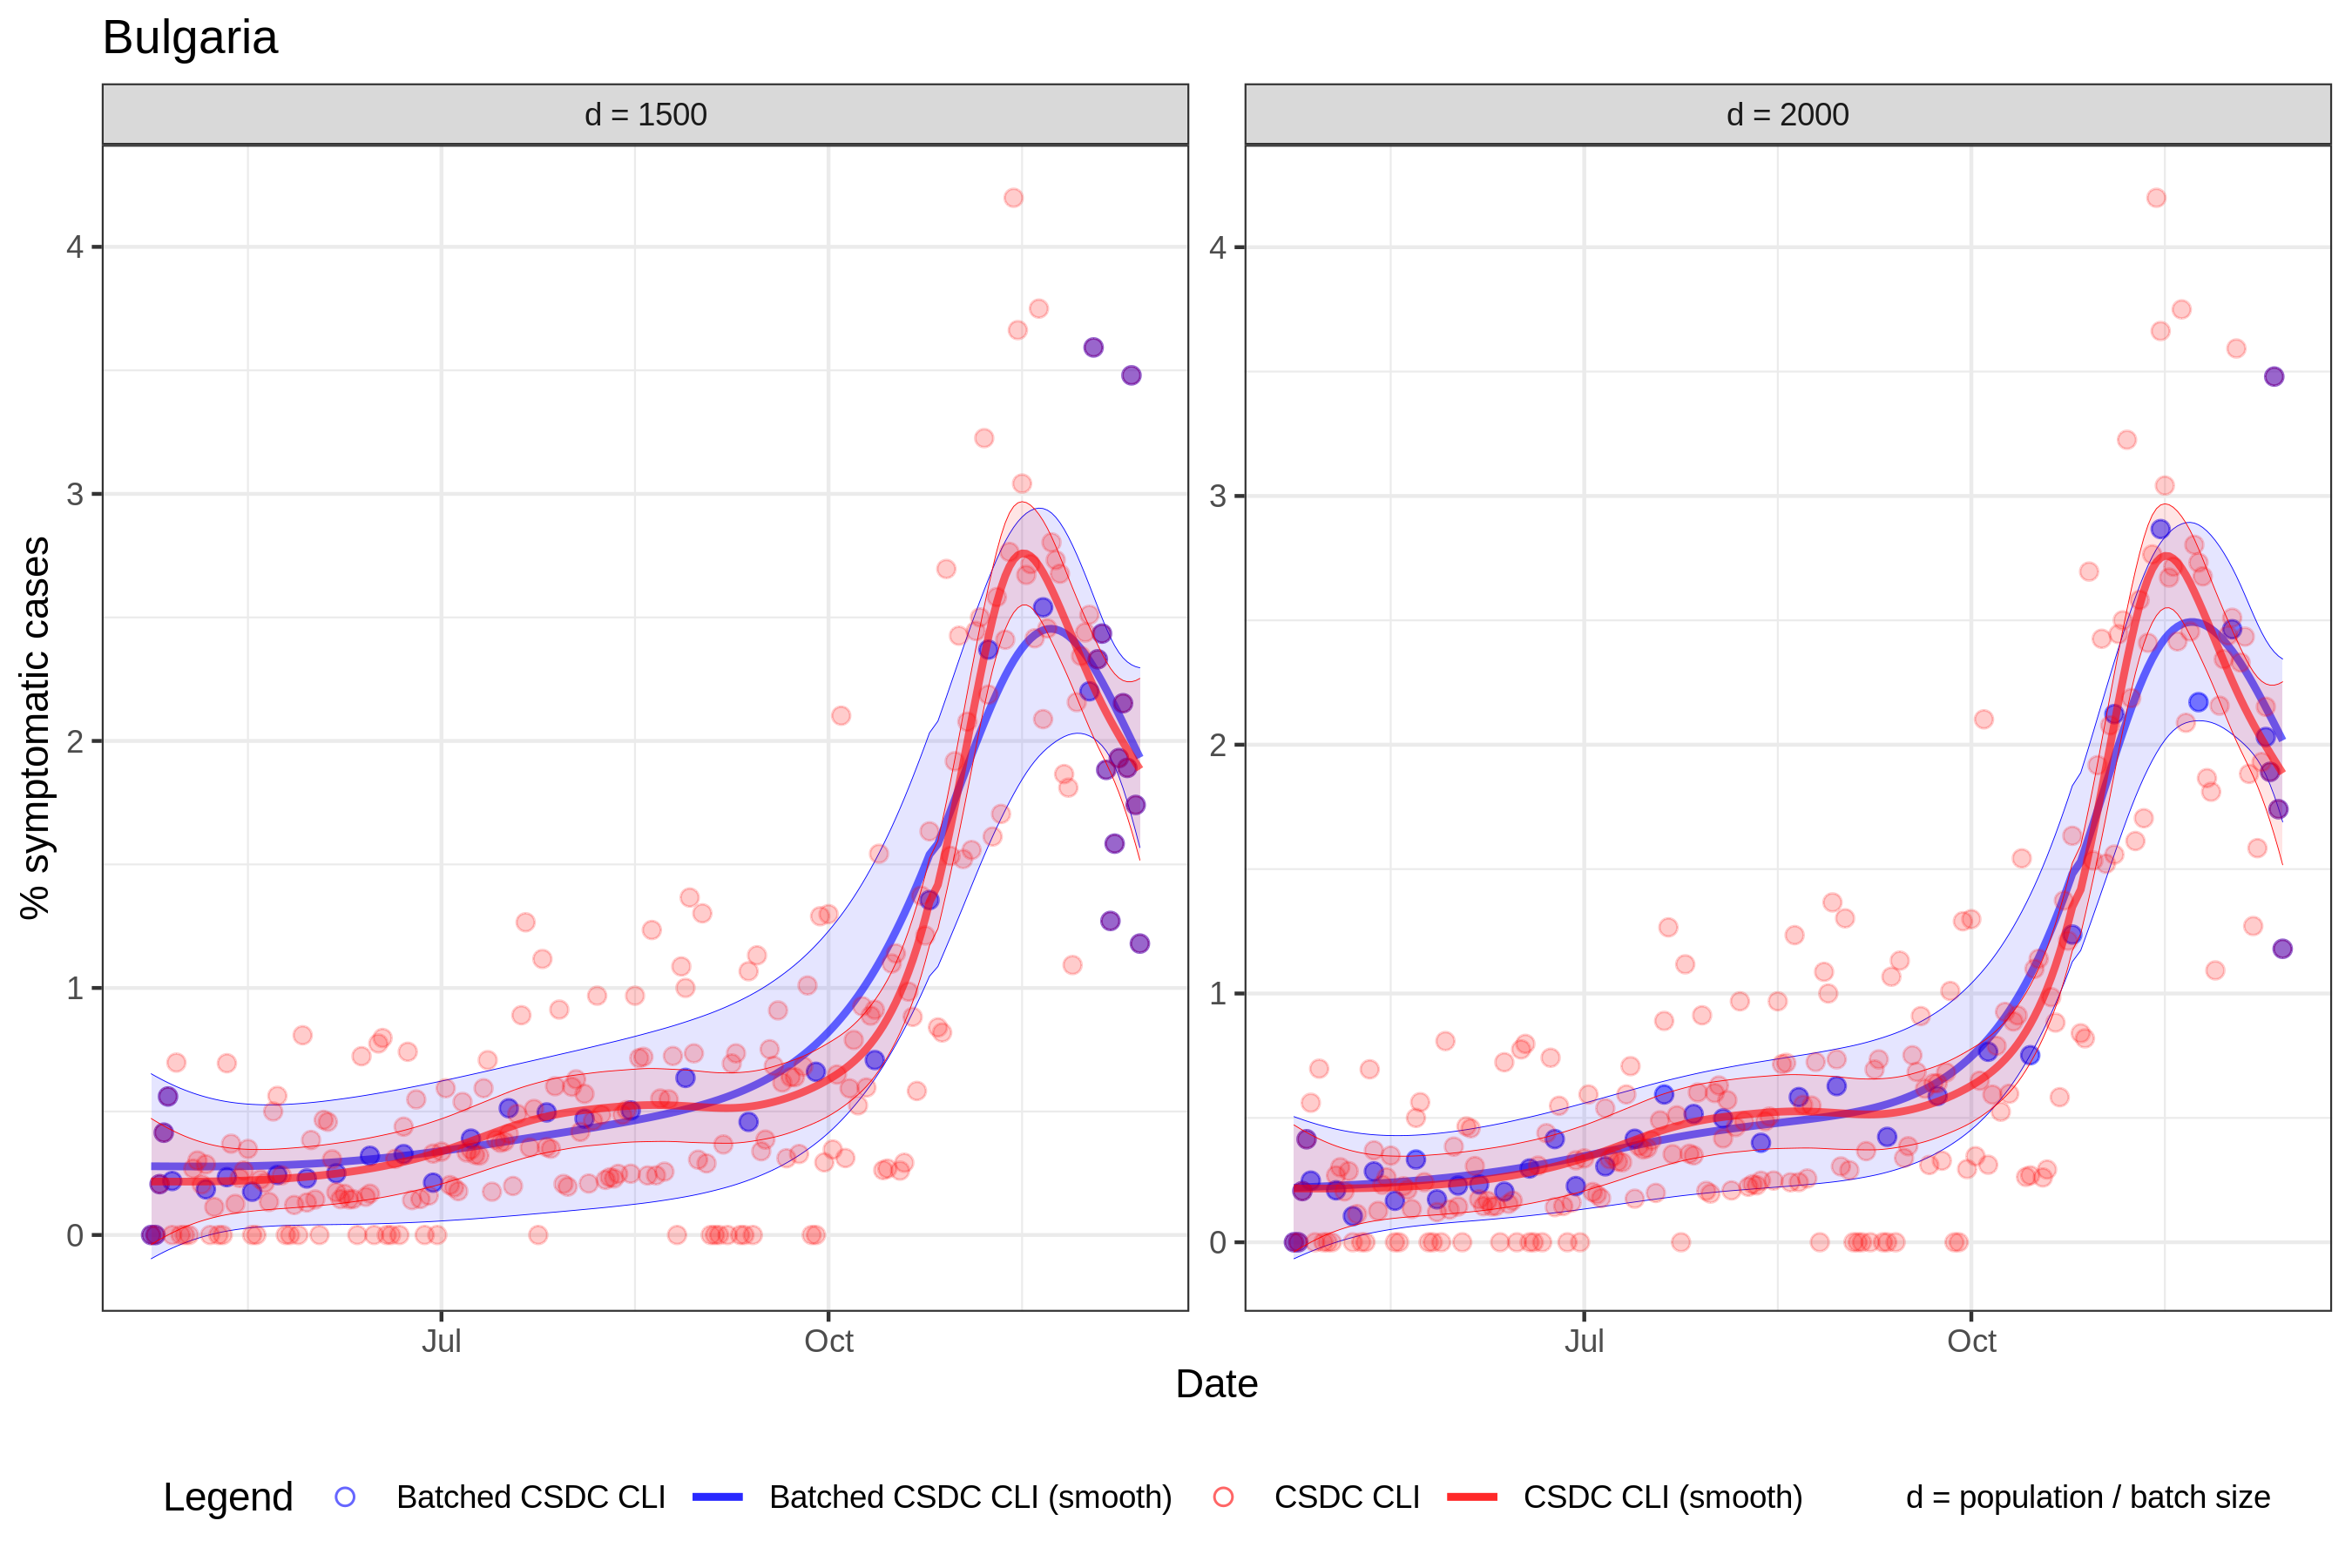 Bulgaria
d = 1500
d = 2000
% symptomatic cases
4
3
2
1
0
4
3
2
1
0
Jul
Oct
Jul
Oct
Date
Legend
Batched CSDC CLI
Batched CSDC CLI (smooth)
CSDC CLI
CSDC CLI (smooth)
d = population / batch size